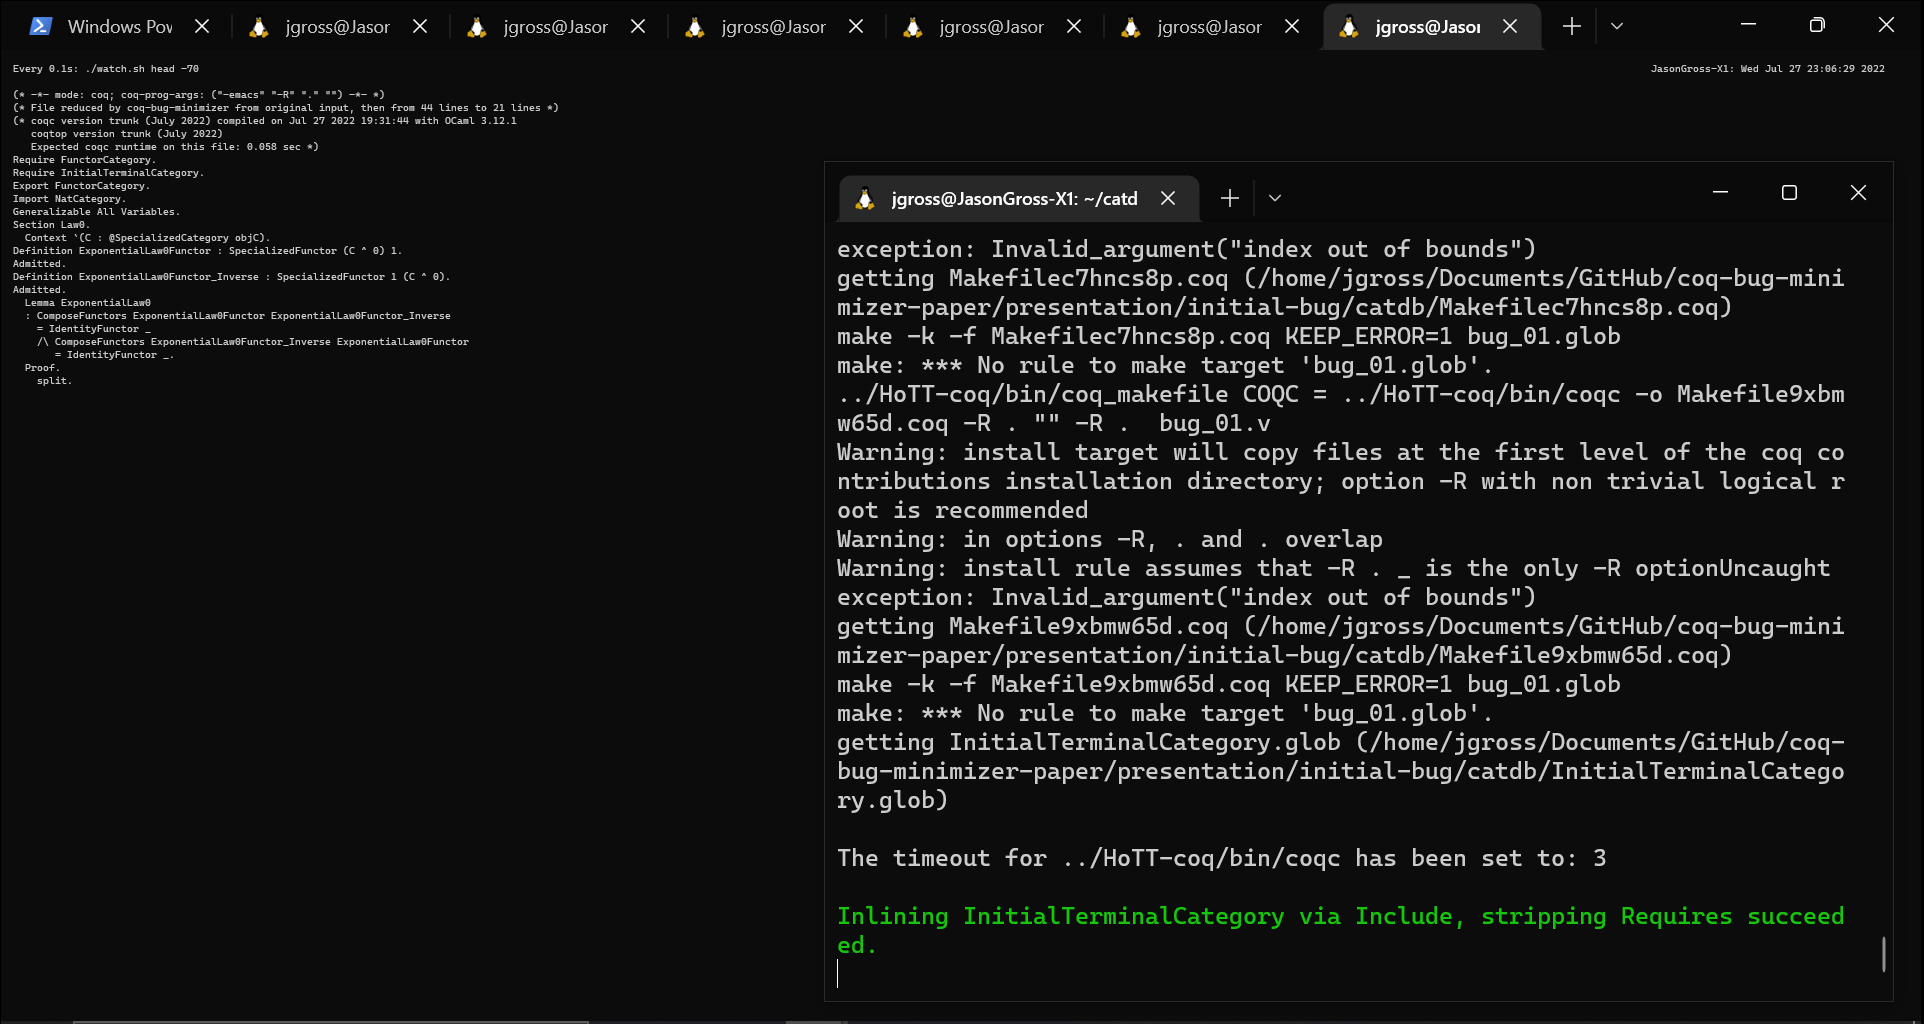 Windows Pow
jgross@Jasor
jgross@Jasor
jgross@Jasor
jgross@Jasor
jgross@Jasor
jgross@Jasor
Every 0.1s: ./watch.sh head -70
JasonGross-X1: Wed Jul 27 23:06:29 2022
(* -*- mode: coq; coq-prog-args: ("-emacs" "-R" "." "") -*- *)
(* File reduced by coq-bug-minimizer from original input, then from 44 lines to 21 lines *)
(* coqc version trunk (July 2022) compiled on Jul 27 2022 19:31:44 with OCaml 3.12.1
   coqtop version trunk (July 2022)
   Expected coqc runtime on this file: 0.058 sec *)
Require FunctorCategory.
Require InitialTerminalCategory.
Export FunctorCategory.
Import NatCategory.
Generalizable All Variables.
Section Law0.
  Context `(C : @SpecializedCategory objC).
Definition ExponentialLaw0Functor : SpecializedFunctor (C ^ 0) 1.
Admitted.
Definition ExponentialLaw0Functor_Inverse : SpecializedFunctor 1 (C ^ 0).
Admitted.
  Lemma ExponentialLaw0
  : ComposeFunctors ExponentialLaw0Functor ExponentialLaw0Functor_Inverse
    = IdentityFunctor _
    /\ ComposeFunctors ExponentialLaw0Functor_Inverse ExponentialLaw0Functor
       = IdentityFunctor _.
  Proof.
    split.
jgross@JasonGross-X1: ~/catd
exception: Invalid_argument("index out of bounds")
getting Makefilec7hncs8p.coq (/home/jgross/Documents/GitHub/coq-bug-mini
mizer-paper/presentation/initial-bug/catdb/Makefilec7hncs8p.coq)
make -k -f Makefilec7hncs8p.coq KEEP_ERROR=1 bug_01.glob
make: *** No rule to make target 'bug_01.glob'.
../HoTT-coq/bin/coq_makefile COQC = ../HoTT-coq/bin/coqc -o Makefile9xbm
w65d.coq -R . "" -R .  bug_01.v
Warning: install target will copy files at the first level of the coq co
ntributions installation directory; option -R with non trivial logical r
oot is recommended
Warning: in options -R, . and . overlap
Warning: install rule assumes that -R . _ is the only -R optionUncaught
exception: Invalid_argument("index out of bounds")
getting Makefile9xbmw65d.coq (/home/jgross/Documents/GitHub/coq-bug-mini
mizer-paper/presentation/initial-bug/catdb/Makefile9xbmw65d.coq)
make -k -f Makefile9xbmw65d.coq KEEP_ERROR=1 bug_01.glob
make: *** No rule to make target 'bug_01.glob'.
getting InitialTerminalCategory.glob (/home/jgross/Documents/GitHub/coq-
bug-minimizer-paper/presentation/initial-bug/catdb/InitialTerminalCatego
ry.glob)
The timeout for ../HoTT-coq/bin/coqc has been set to: 3
Inlining InitialTerminalCategory via Include, stripping Requires succeed
ed.